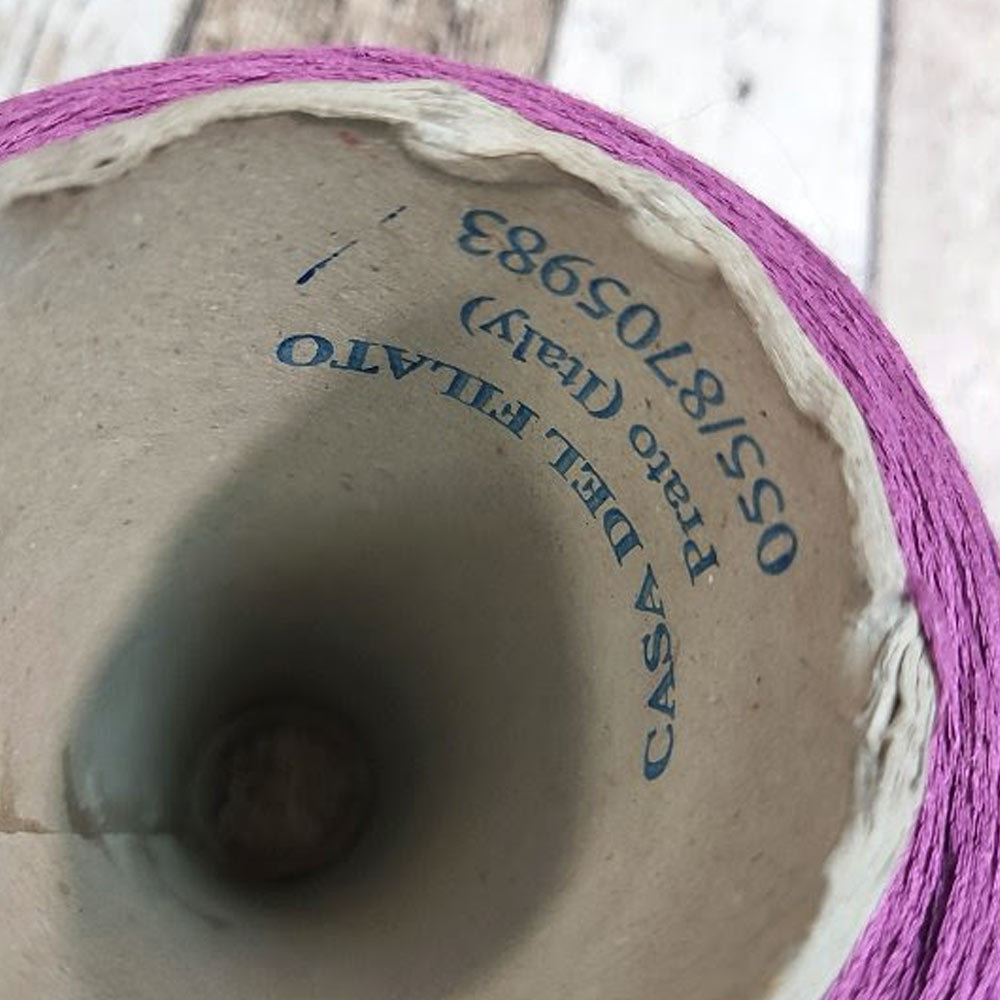 CASA DEL FILATO
Prato (Italy)
055/8705983